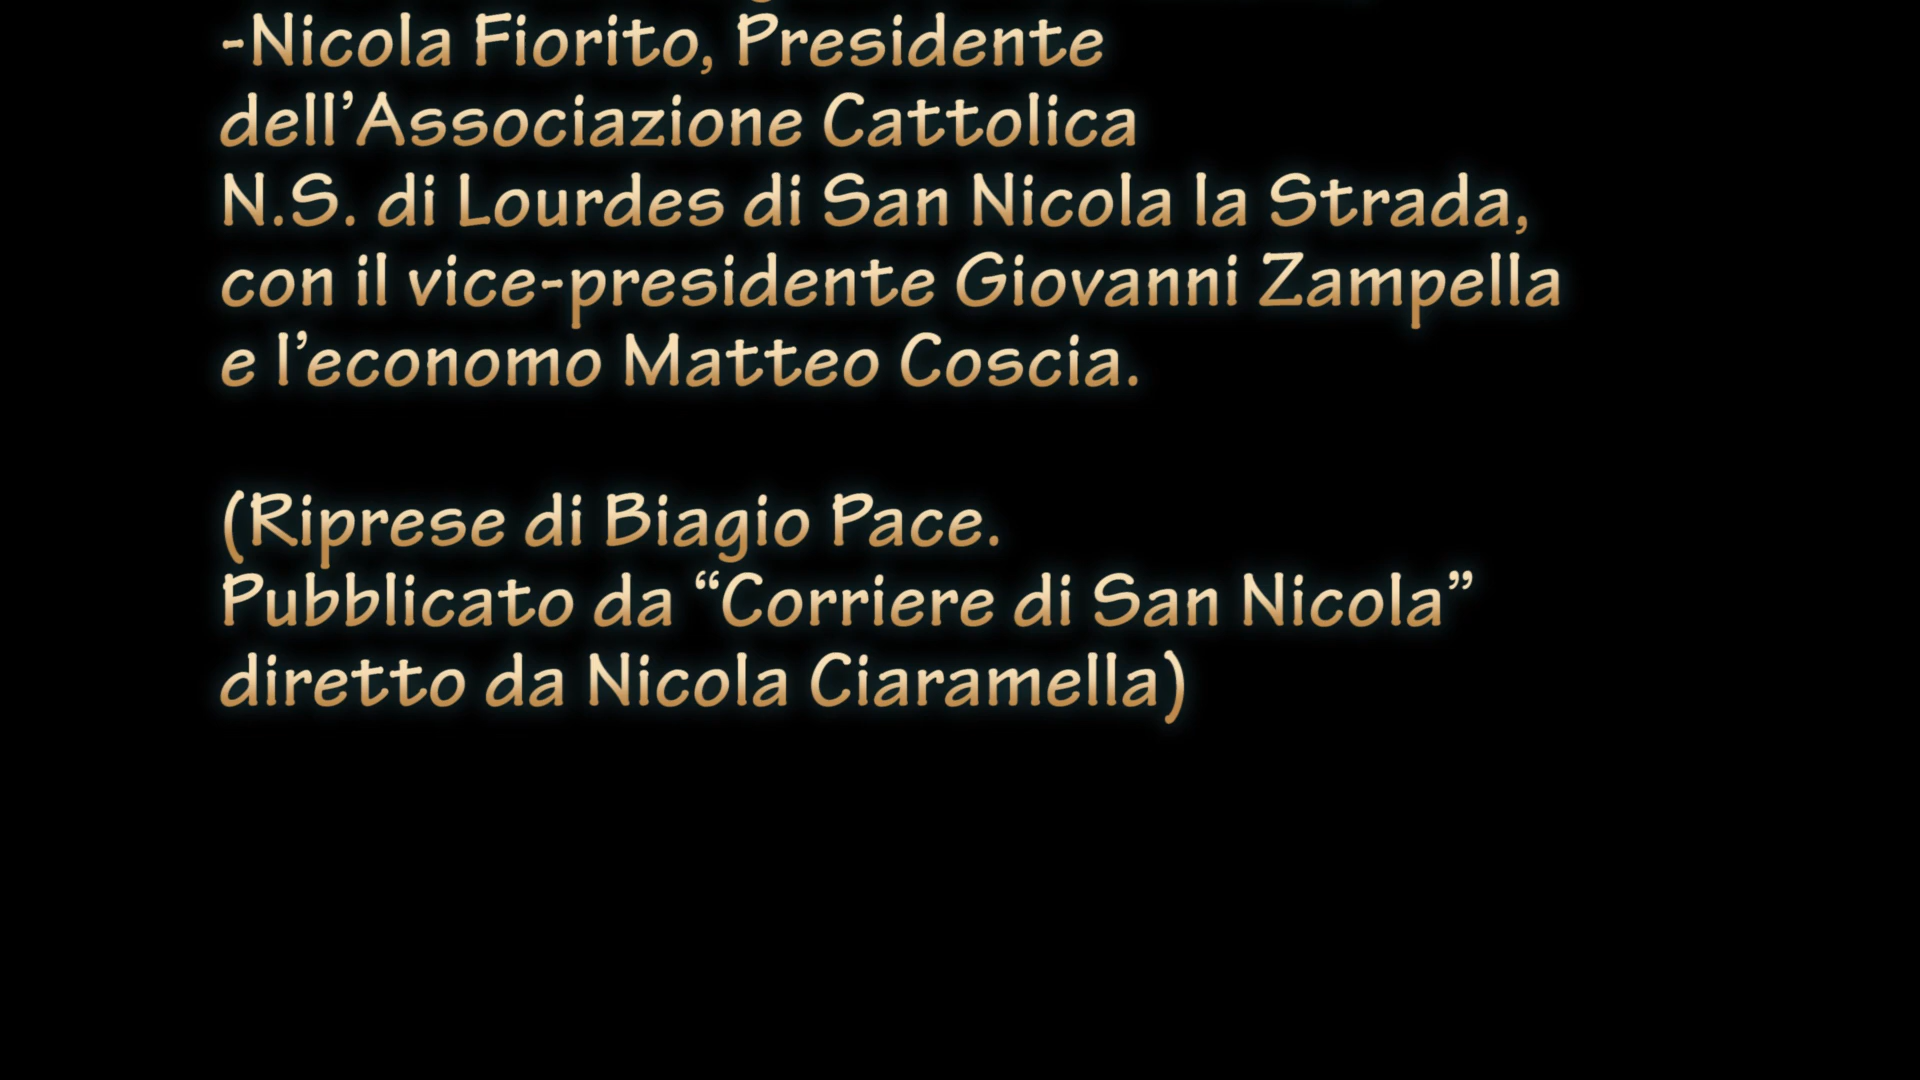 -Nicola Fiorito, Presidente
dell’Associazione Cattolica
N.S. di Lourdes di San Nicola la Strada,
con il vice-presidente Giovanni Zampella
e l’economo Matteo Coscia.
(Riprese di Biagio Pace.
Pubblicato da “Corriere di San Nicola”
diretto da Nicola Ciaramella)